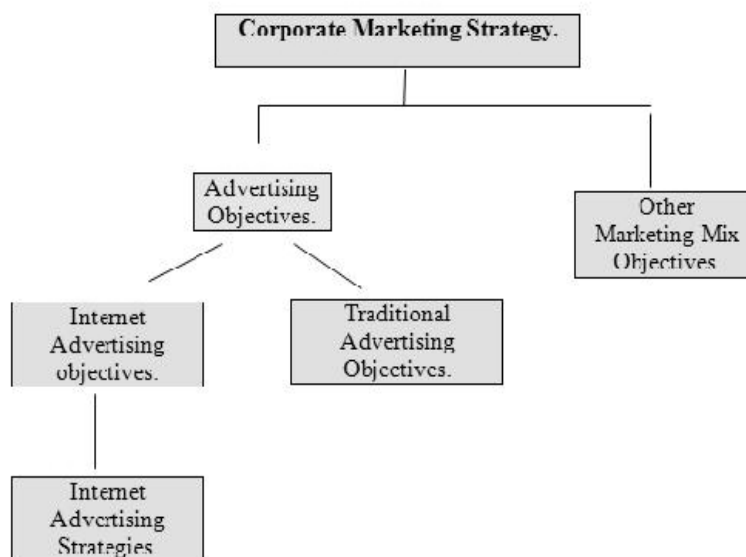 Corporate Marketing Strategy.
Advertising
Objectives.
Other
Marketing Mix
Objectives
Internet
Advertising
objectives.
Traditional
Advertising
Objectives.
Internet
Advertising
Strategies